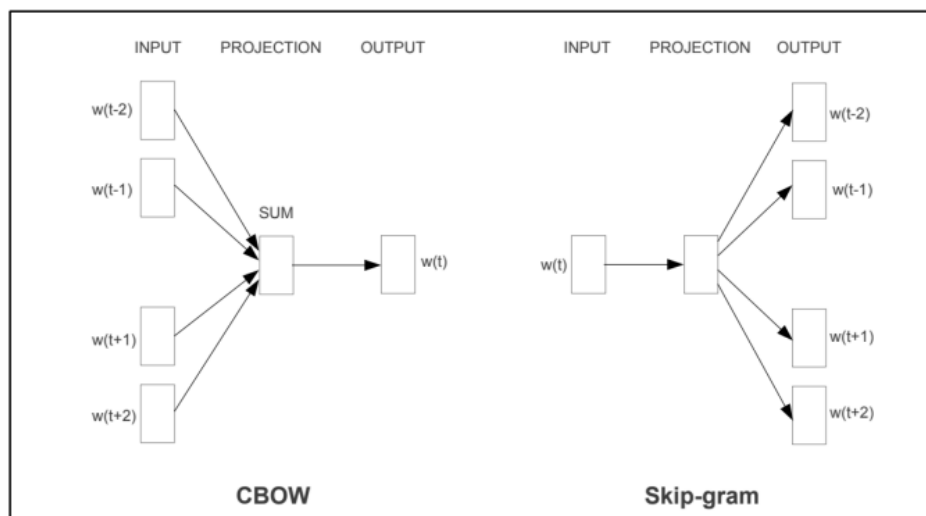 INPUT PROJECTION OUTPUT
w(t-2)
w(t-1)
SUM
w(t)
w(t+1)
w(t+2)
CBOW
INPUT PROJECTION OUTPUT
w(t-2)
w(t-1)
w(t)
w(t+1)
w(t+2)
Skip-gram